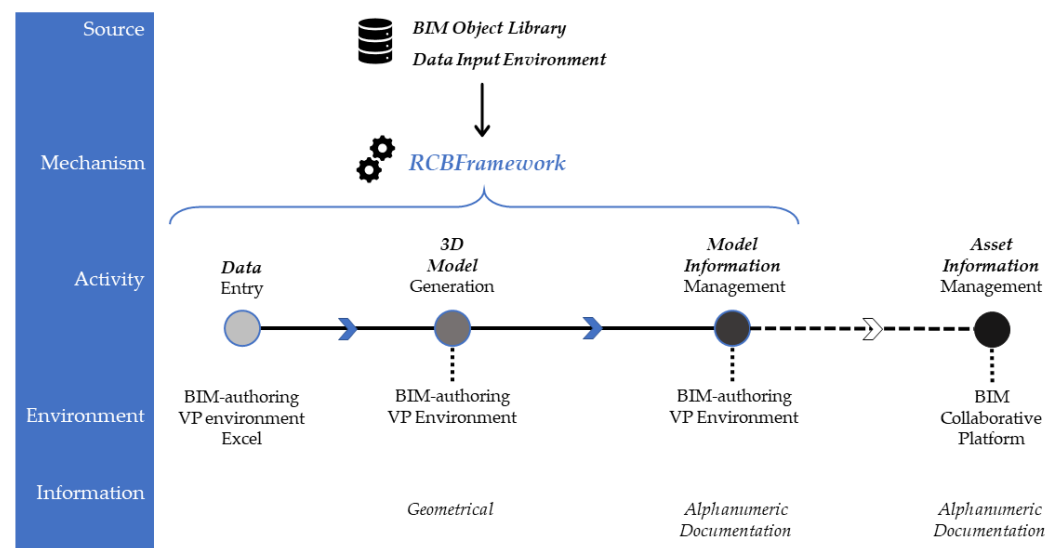 Source
BIM Object Library
Data Input Environment
Mechanism
RCBFramework
Activity
Data
Entry
3D
Model
Generation
Model
Information
Management
Asset
Information
Management
Environment
BIM-authoring
VP environment
Excel
BIM-authoring
VP Environment
BIM-authoring
VP Environment
BIM
Collaborative
Platform
Information
Geometrical
Alphanumeric
Documentation
Alphanumeric
Documentation